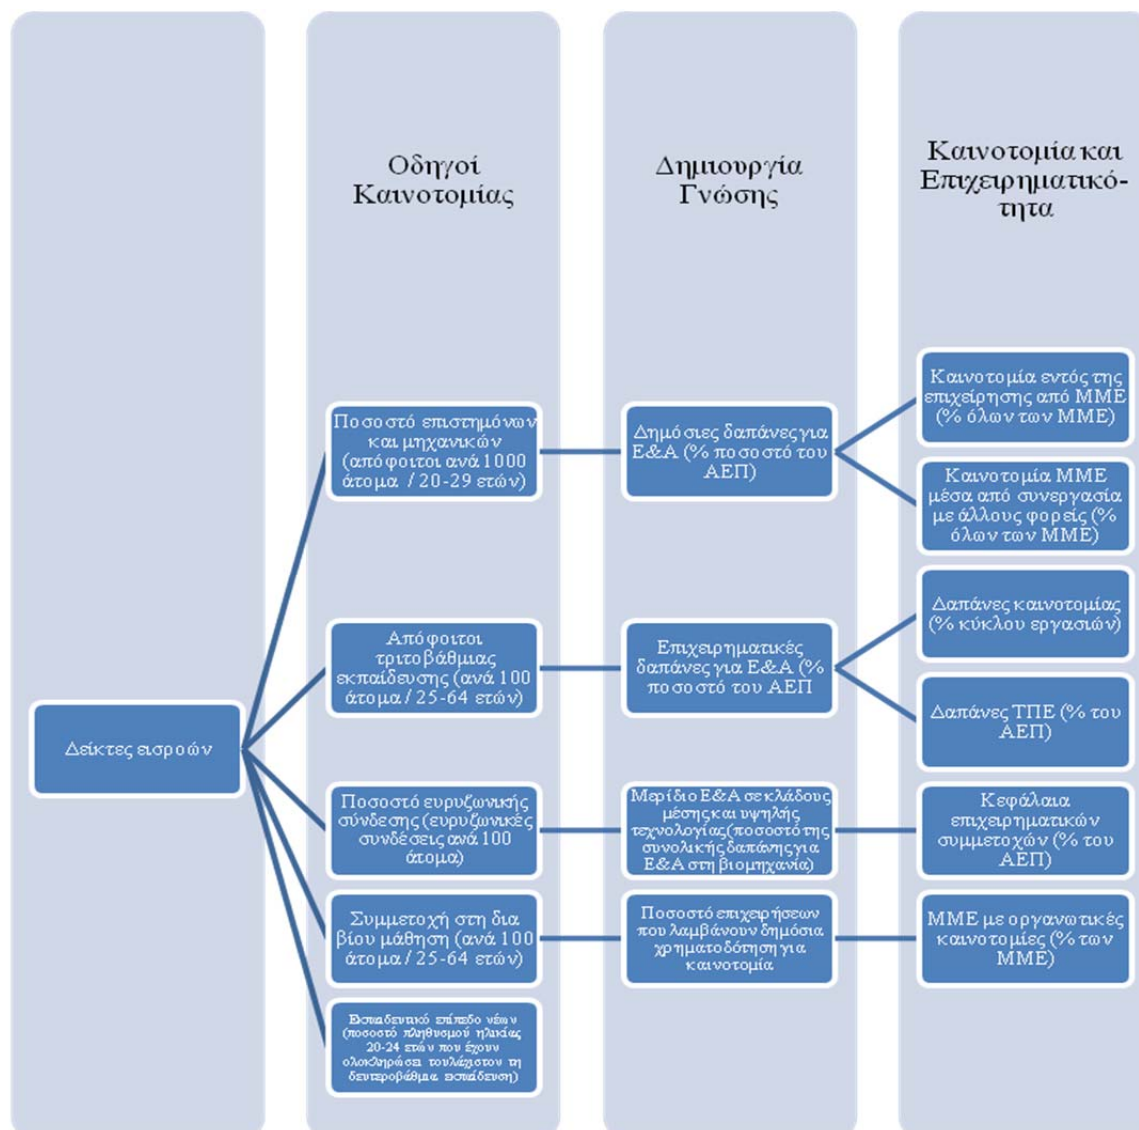 Οδηγοί
Καινοτομίας
Δημιουργία
Γνώσης
Καινοτομία και
Επιχειρηματικό-
τητα
Δείκτες εισροών
Ποσοστό επιστημόνων
και μηχανικών
(απόφοιτοι ανά 1000
άτομα / 20-29 ετών)
Απόφοιτοι
τριτοβάθμιας
εκπαίδευσης (ανά 100
άτομα / 25-64 ετών)
Ποσοστό ευρυζωνικής
σύνδεσης (ευρυζωνικές
συνδέσεις ανά 100
άτομα)
Συμμετοχή στη δια
βίου μάθηση (ανά 100
άτομα / 25-64 ετών)
Εκπαιδευτικό επίπεδο νέων
(ποσοστό πληθυσμού ηλικίας
20-24 ετών που έχουν
ολοκληρώσει τουλάχιστον τη
δευτεροβάθμια εκπαίδευση)
Δημόσιες δαπάνες για
Ε&Α (% ποσοστό του
ΑΕΠ)
Επιχειρηματικές
δαπάνες για Ε&Α (%
ποσοστό του ΑΕΠ
Μερίδιο Ε&Α σε κλάδους
μέσης και υψηλής
τεχνολογίας(ποσοστό της
συνολικής δαπάνης για
Ε&Α στη βιομηχανία)
Ποσοστό επιχειρήσεων
που λαμβάνουν δημόσια
χρηματοδότηση για
καινοτομία
Καινοτομία εντός της
επιχείρησης από ΜΜΕ
(% όλων των ΜΜΕ)
Καινοτομία ΜΜΕ
μέσα από συνεργασία
με άλλους φορείς (%
όλων των ΜΜΕ)
Δαπάνες καινοτομίας
(% κύκλου εργασιών)
Δαπάνες ΤΠΕ (% του
ΑΕΠ)
Κεφάλαια
επιχειρηματικών
συμμετοχών (% του
ΑΕΠ)
ΜΜΕ με οργανωτικές
καινοτομίες (% των
ΜΜΕ)